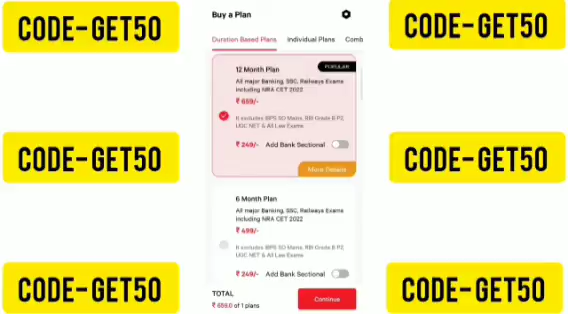 CODE-GET50
CODE-GET50
Buy a Plan
Duration Based Plans Individual Plans Comb
POPULAR
12 Month Plan
All major Banking, SSC, Railways Exams
including NRA CET 2022
₹ 659/-
It excludes IBPS SO Mains, RBI Grade B P2,
UGC NET & All Law Exams
₹ 249/- Add Bank Sectional
More Details
CODE-GET50
CODE-GET50
6 Month Plan
All major Banking, SSC, Railways Exams
including NRA CET 2022
₹ 499/-
It excludes IBPS SO Mains, RBI Grade B P2,
UGC NET & All Law Exams
₹ 249/- Add Bank Sectional
CODE-GET50
CODE-GET50
TOTAL
₹ 659.0 of 1 plans
Continue